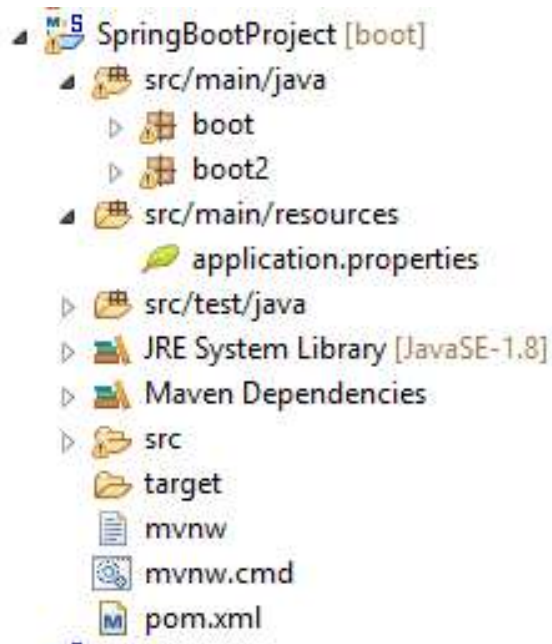 SpringBootProject [boot]
src/main/java
boot
boot2
src/main/resources
application.properties
src/test/java
JRE System Library [JavaSE-1.8]
Maven Dependencies
src
target
mvnw
mvnw.cmd
pom.xml